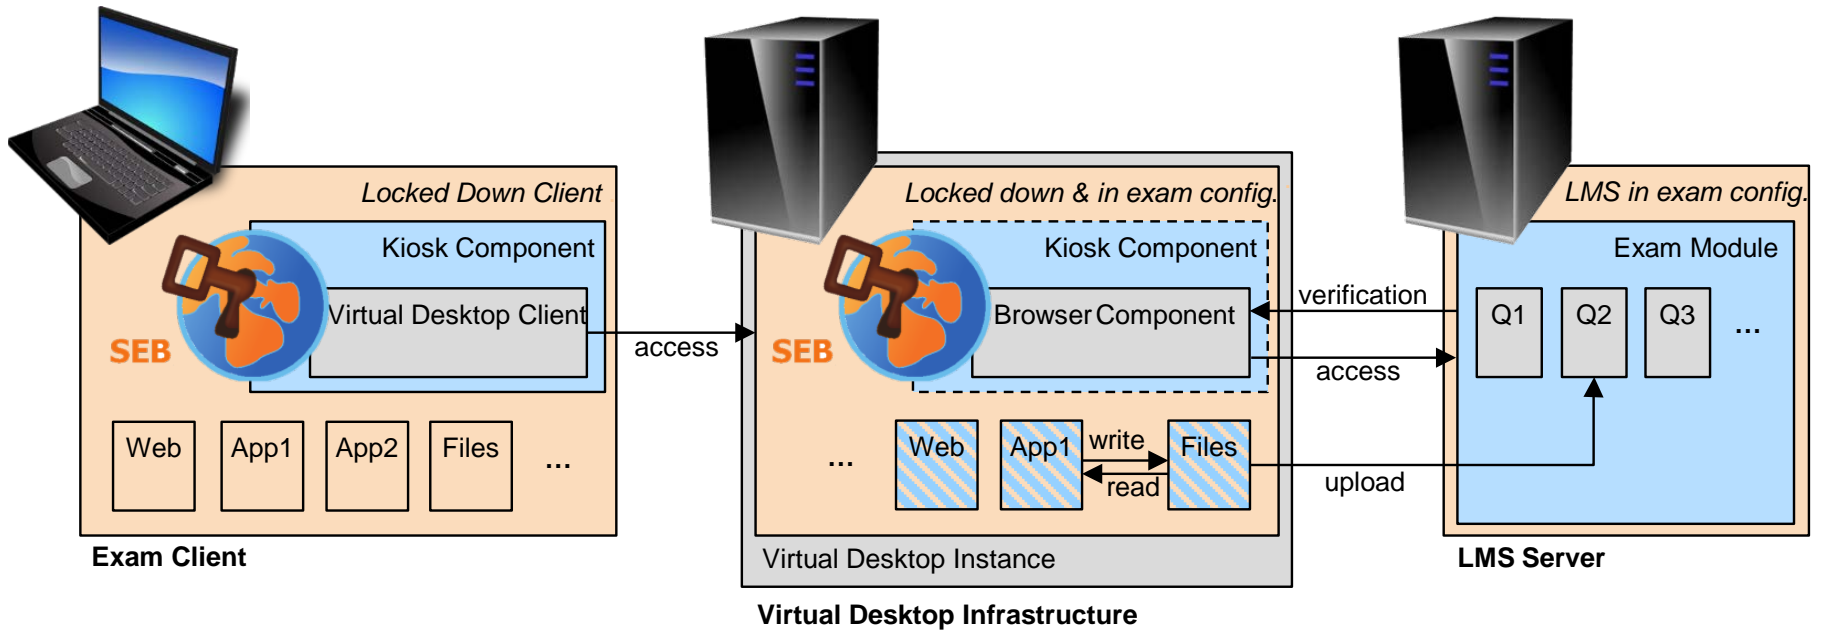 Locked Down Client
Kiosk Component
Virtual Desktop Client
SEB
Web
App1
App2
Files
...
Exam Client
access
Locked down & in exam config.
Kiosk Component
Browser Component
SEB
...
Web
App1
write
read
Files
Virtual Desktop Instance
Virtual Desktop Infrastructure
verification
access
upload
LMS in exam config.
Exam Module
Q1
Q2
Q3
...
LMS Server